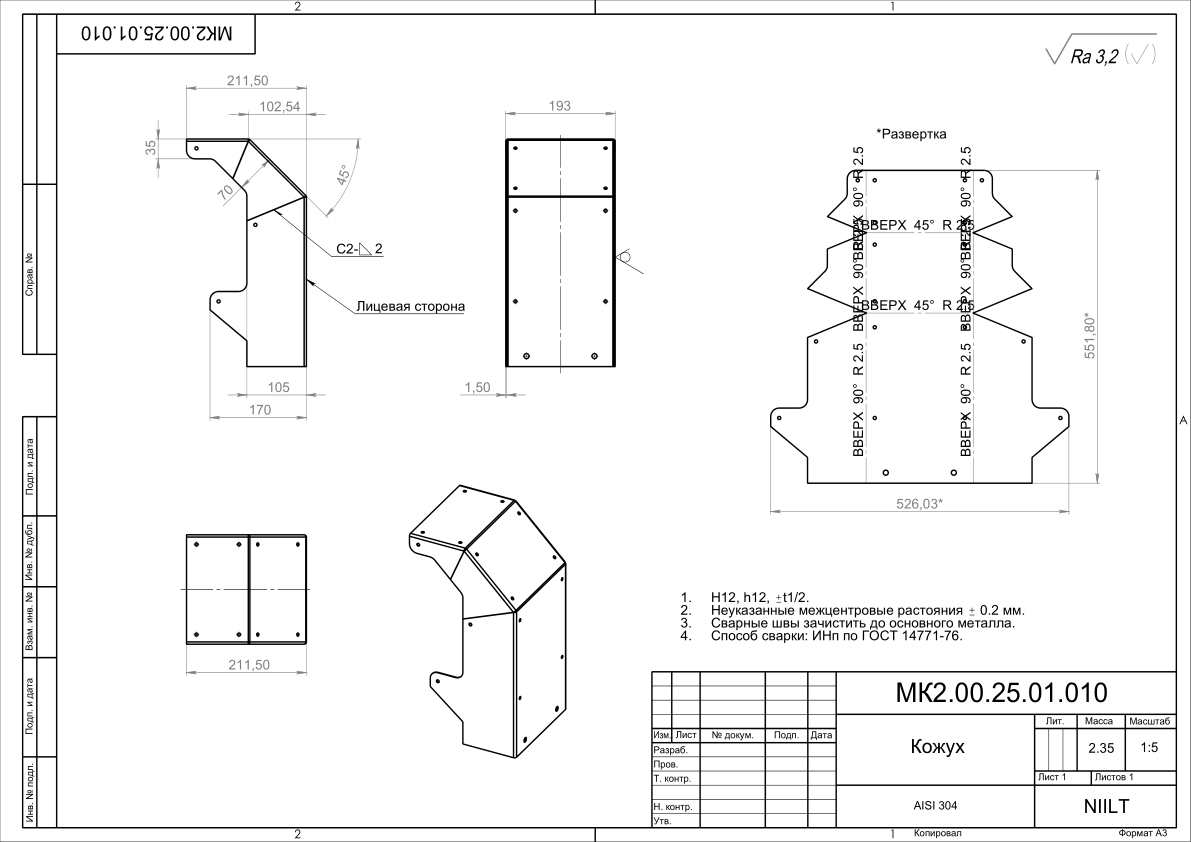 2
1
МК2.00.25.01.010
Ra 3,2
211,50
102,54
35
70
45°
С2- 2
Лицевая сторона
105
170
193
1,50
*Развертка
ВВЕРХ 90° R 2.5
ВВЕРХ 90° R 2.5
ВВЕРХ 45° R 2.5
ВВЕРХ 90° R 2.5
ВВЕРХ 90° R 2.5
ВВЕРХ 45° R 2.5
ВВЕРХ 90° R 2.5
ВВЕРХ 90° R 2.5
551,80*
526,03*
211,50
А
Справ. №
Подп. и дата
Инв. № дубл.
Взам. инв. №
Подп. и дата
Инв. № подл.
1. H12, h12, ±t1/2.
2. Неуказанные межцентровые растояния ± 0.2 мм.
3. Сварные швы зачистить до основного металла.
4. Способ сварки: ИНп по ГОСТ 14771-76.
МК2.00.25.01.010
Лит. Масса Масштаб
Изм. Лист № докум. Подп. Дата
Разраб.
Пров.
Т. контр.
Н. контр.
Утв.
Кожух
2.35 1:5
Лист 1 Листов 1
AISI 304
NIILT
2
1
Копировал
Формат А3